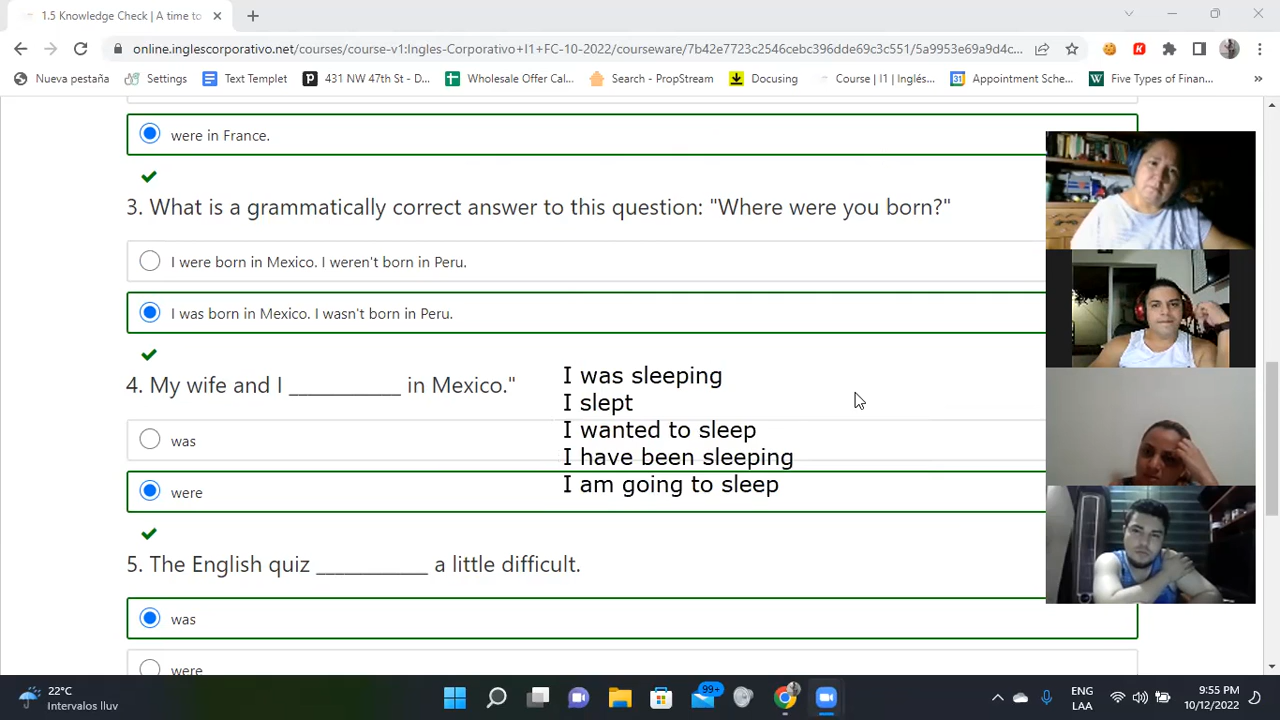 1.5 Knowledge Check | A time to
online.inglescorporativo.net/courses/course-v1:Ingles-Corporativo+I1+FC-10-2022/courseware/7b42e7723c2546cebc396dde69c3c551/5a9953e69a9d4c...
Nueva pestaña Settings Text Templet 431 NW 47th St - D... Wholesale Offer Cal... Search - PropStream Docusing Course | I1 | Inglés... Appointment Sche... Five Types of Finan... »
were in France.
3. What is a grammatically correct answer to this question: "Where were you born?"
I were born in Mexico. I weren't born in Peru.
I was born in Mexico. I wasn't born in Peru.
4. My wife and I ___________ in Mexico."
I was sleeping
I slept
I wanted to sleep
was
I have been sleeping
I am going to sleep
were
5. The English quiz ___________ a little difficult.
was
were
22°C
Intervalos lluv
99+
ENG
LAA
9:55 PM
10/12/2022